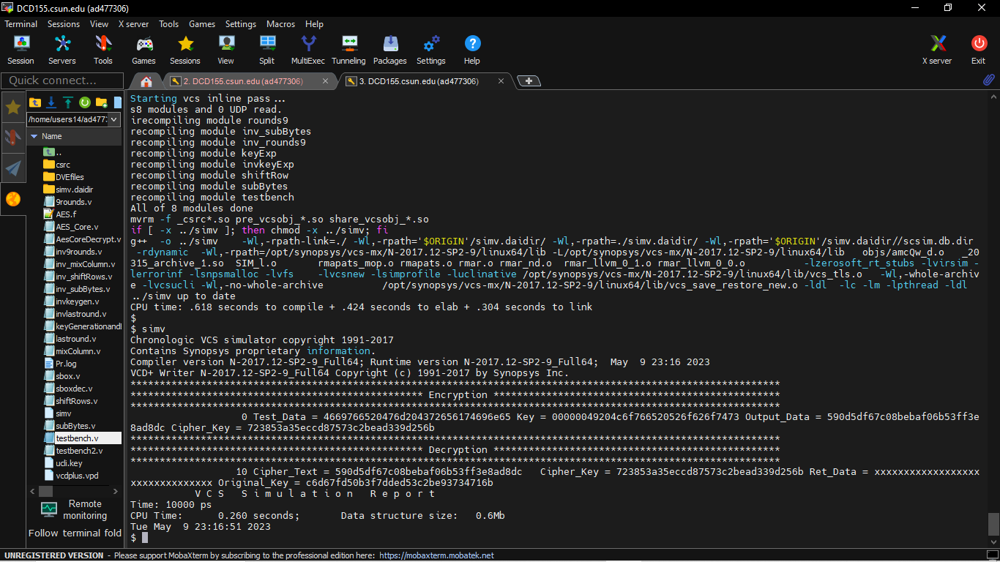 DCD155.csun.edu (ad477306)
Terminal Sessions View X server Tools Games Settings Macros Help
Session Servers Tools Games Sessions View Split MultiExec Tunneling Packages Settings Help X server Exit
Quick connect...
2. DCD155.csun.edu (ad477306)
3. DCD155.csun.edu (ad477306)
/home/users14/ad477
Name
..
csrc
DVEfiles
simv.daidir
9rounds.v
AES.f
AES_Core.v
AesCoreDecrypt.v
inv9rounds.v
inv_mixColumn.v
inv_shiftRows.v
inv_subBytes.v
invkeygen.v
invlastround.v
keyGenerationand
lastround.v
mixColumn.v
Pr.log
sbox.v
sboxdec.v
shiftRows.v
simv
subBytes.v
testbench.v
testbench2.v
ucli.key
vcdplus.vpd
Remote
monitoring
Follow terminal fold
Starting vcs inline pass...
s8 modules and 0 UDP read.
irecompiling module rounds9
recompiling module inv_subBytes
recompiling module inv_rounds9
recompiling module keyExp
recompiling module invkeyExp
recompiling module shiftRow
recompiling module subBytes
recompiling module testbench
All of 8 modules done
mvrm -f _csrc*.so pre_vcsobj_*.so share_vcsobj_*.so
if [ -x ../simv ]; then chmod -x ../simv; fi
g++ -o ../simv -Wl,-rpath-link=./ -Wl,-rpath='$ORIGIN'/simv.daidir/ -Wl,-rpath=./simv.daidir/ -Wl,-rpath='$ORIGIN'/simv.daidir//scsim.db.dir
-rdynamic -Wl,-rpath=/opt/synopsys/vcs-mx/N-2017.12-SP2-9/linux64/lib -L/opt/synopsys/vcs-mx/N-2017.12-SP2-9/linux64/lib objs/amcQw_d.o _20
315_archive_1.so SIM_l.o rmapats_mop.o rmapats.o rmar.o rmar_nd.o rmar_llvm_0_1.o rmar_llvm_0_0.o -lzerosoft_rt_stubs -lvirsim -
lerrorinf -lsnpsmalloc -lvfs -lvcsnew -lsimprofile -luclinative /opt/synopsys/vcs-mx/N-2017.12-SP2-9/linux64/lib/vcs_tls.o -Wl,-whole-archiv
e -lvcsucli -Wl,-no-whole-archive /opt/synopsys/vcs-mx/N-2017.12-SP2-9/linux64/lib/vcs_save_restore_new.o -ldl -lc -lm -lpthread -ldl
../simv up to date
CPU time: .618 seconds to compile + .424 seconds to elab + .304 seconds to link
$
$ simv
Chronologic VCS simulator copyright 1991-2017
Contains Synopsys proprietary information.
Compiler version N-2017.12-SP2-9_Full64; Runtime version N-2017.12-SP2-9_Full64; May 9 23:16 2023
VCD+ Writer N-2017.12-SP2-9_Full64 Copyright (c) 1991-2017 by Synopsys Inc.
***************************************************************************************************************
************************************************** Encryption *************************************************
***************************************************************************************************************
0 Test_Data = 4669766520476d204372656174696e65 Key = 00000049204c6f766520526f626f7473 Output_Data = 590d5df67c08bebaf06b53ff3e
8ad8dc Cipher_Key = 723853a35eccd87573c2bead339d256b
***************************************************************************************************************
************************************************** Decryption *************************************************
***************************************************************************************************************
10 Cipher_Text = 590d5df67c08bebaf06b53ff3e8ad8dc Cipher_Key = 723853a35eccd87573c2bead339d256b Ret_Data = xxxxxxxxxxxxxxxxxx
xxxxxxxxxxxxxx Original_Key = c6d67fd50b3f7dded53c2be93734716b
V C S S i m u l a t i o n R e p o r t
Time: 10000 ps
CPU Time: 0.260 seconds; Data structure size: 0.6Mb
Tue May 9 23:16:51 2023
$
UNREGISTERED VERSION - Please support MobaXterm by subscribing to the professional edition here: https://mobaxterm.mobatek.net